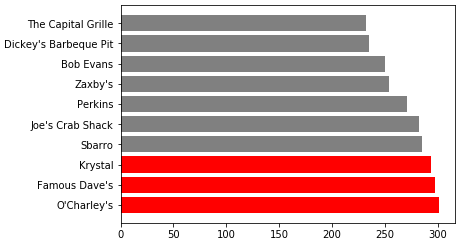 The Capital Grille
Dickey's Barbeque Pit
Bob Evans
Zaxby's
Perkins
Joe's Crab Shack
Sbarro
Krystal
Famous Dave's
O'Charley's
0 50 100 150 200 250 300